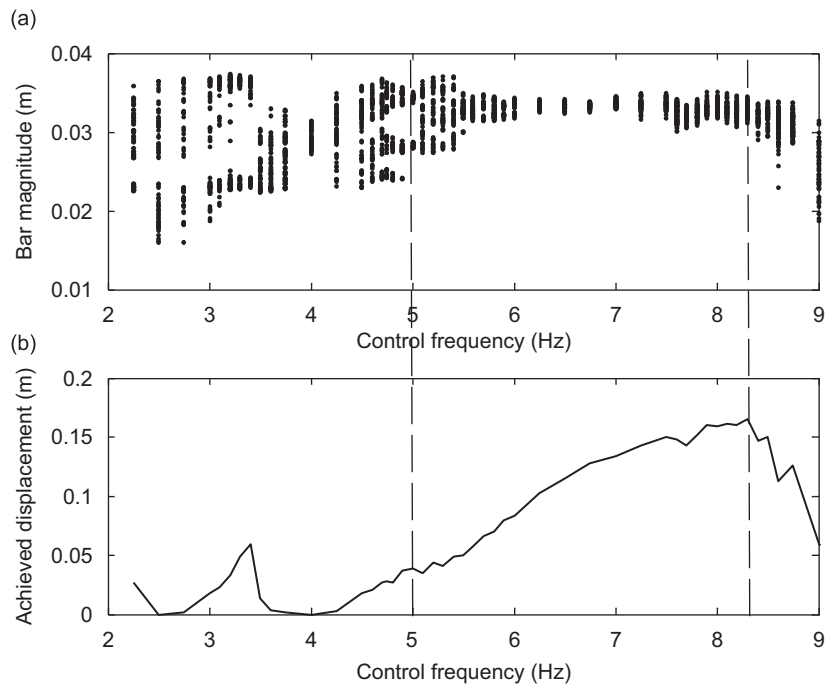 (a)
0.04
0.03
0.02
0.01
Bar magnitude (m)
2 3 4 5 6 7 8 9
Control frequency (Hz)
(b)
0.2
0.15
0.1
0.05
0
Achieved displacement (m)
2 3 4 5 6 7 8 9
Control frequency (Hz)